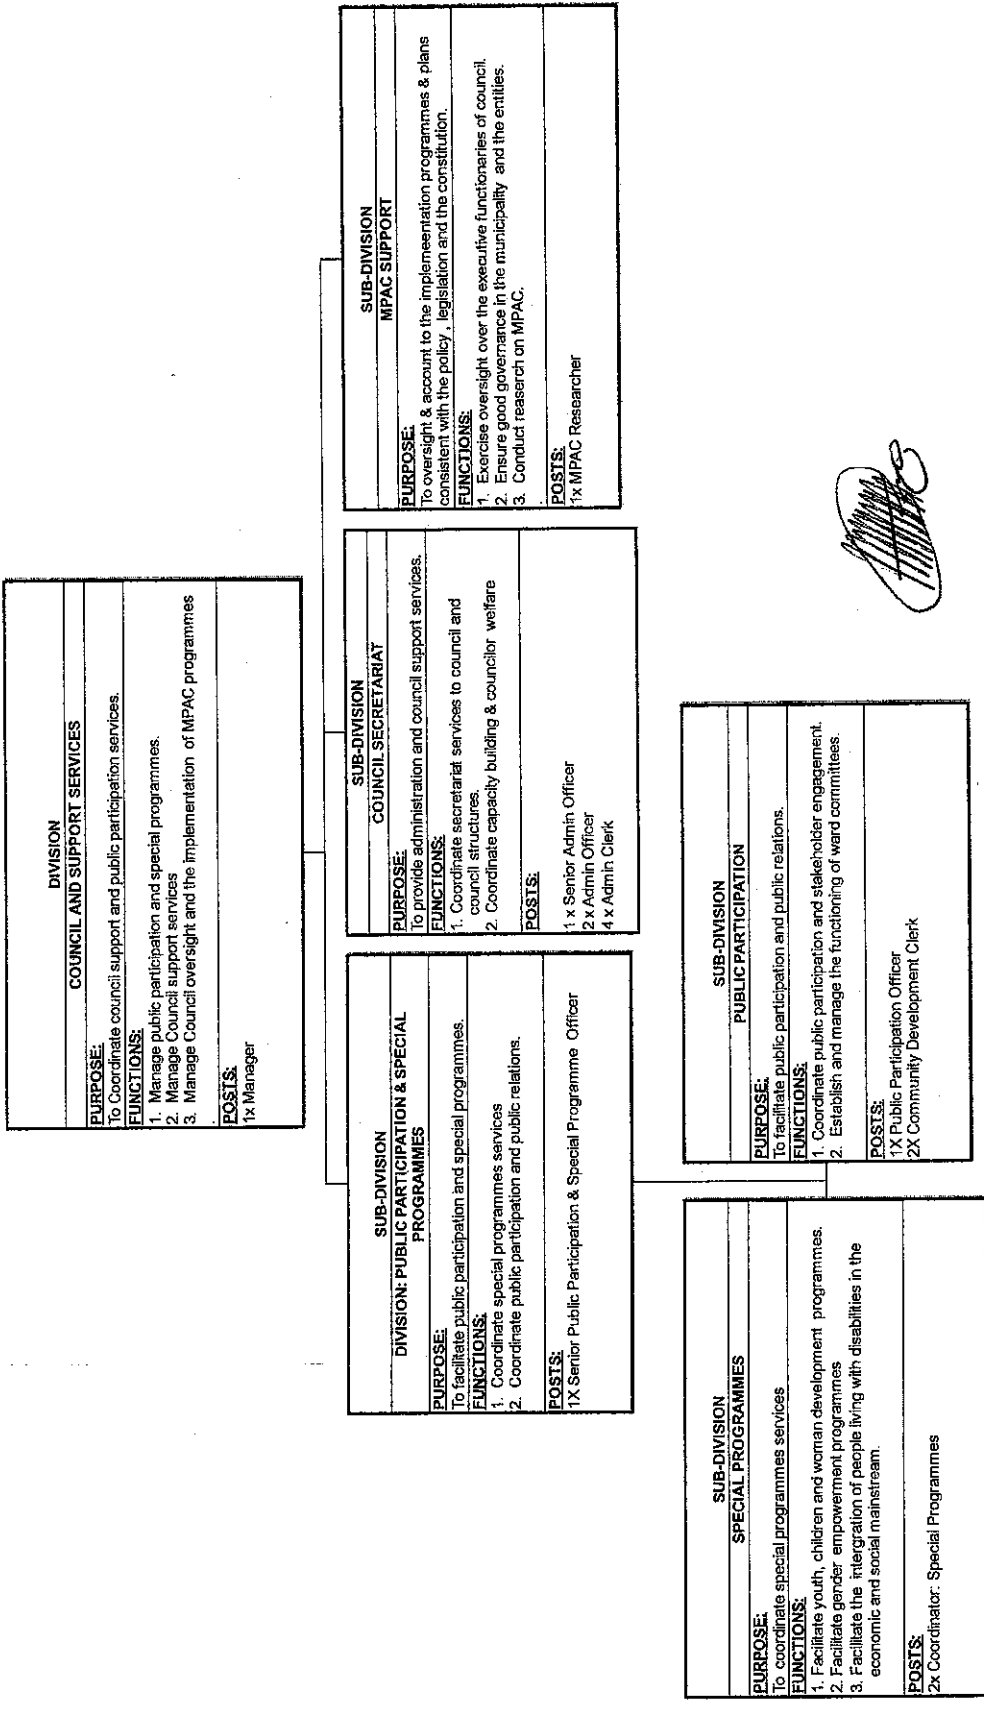 DIVISION
COUNCIL AND SUPPORT SERVICES
PURPOSE:
To Coordinate council support and public participation services.
FUNCTIONS:
1. Manage public participation and special programmes.
2. Manage Council support services
3. Manage Council oversight and the implementation of MPAC programmes
POSTS:
1x Manager
SUB-DIVISION
DIVISION: PUBLIC PARTICIPATION & SPECIAL
PROGRAMMES
PURPOSE:
To facilitate public participation and special programmes.
FUNCTIONS:
1. Coordinate special programmes services
2. Coordinate public participation and public relations.
POSTS:
1X Senior Public Participation & Special Programme Officer
SUB-DIVISION
COUNCIL SECRETARIAT
PURPOSE:
To provide administration and council support services.
FUNCTIONS:
1. Coordinate secretariat services to council and
council structures.
2. Coordinate capacity building & councilor welfare
POSTS:
1 x Senior Admin Officer
2 x Admin Officer
4 x Admin Clerk
SUB-DIVISION
MPAC SUPPORT
PURPOSE:
To oversight & account to the implemeentation programmes & plans
consistent with the policy , legislation and the constitution.
FUNCTIONS:
1. Exercise oversight over the executive functionaries of council.
2. Ensure good governance in the municipality and the entities.
3. Conduct reaserch on MPAC.
POSTS:
1x MPAC Researcher
SUB-DIVISION
SPECIAL PROGRAMMES
PURPOSE:
To coordinate special programmes services
FUNCTIONS:
1. Facilitate youth, children and woman development programmes.
2. Facilitate gender empowerment programmes
3. Facilitate the intergration of people living with disabilities in the
economic and social mainstream.
POSTS:
2x Coordinator: Special Programmes
SUB-DIVISION
PUBLIC PARTICIPATION
PURPOSE:
To facilitate public participation and public relations.
FUNCTIONS:
1. Coordinate public participation and stakeholder engagement.
2. Establish and manage the functioning of ward committees.
POSTS:
1X Public Participation Officer
2X Community Development Clerk